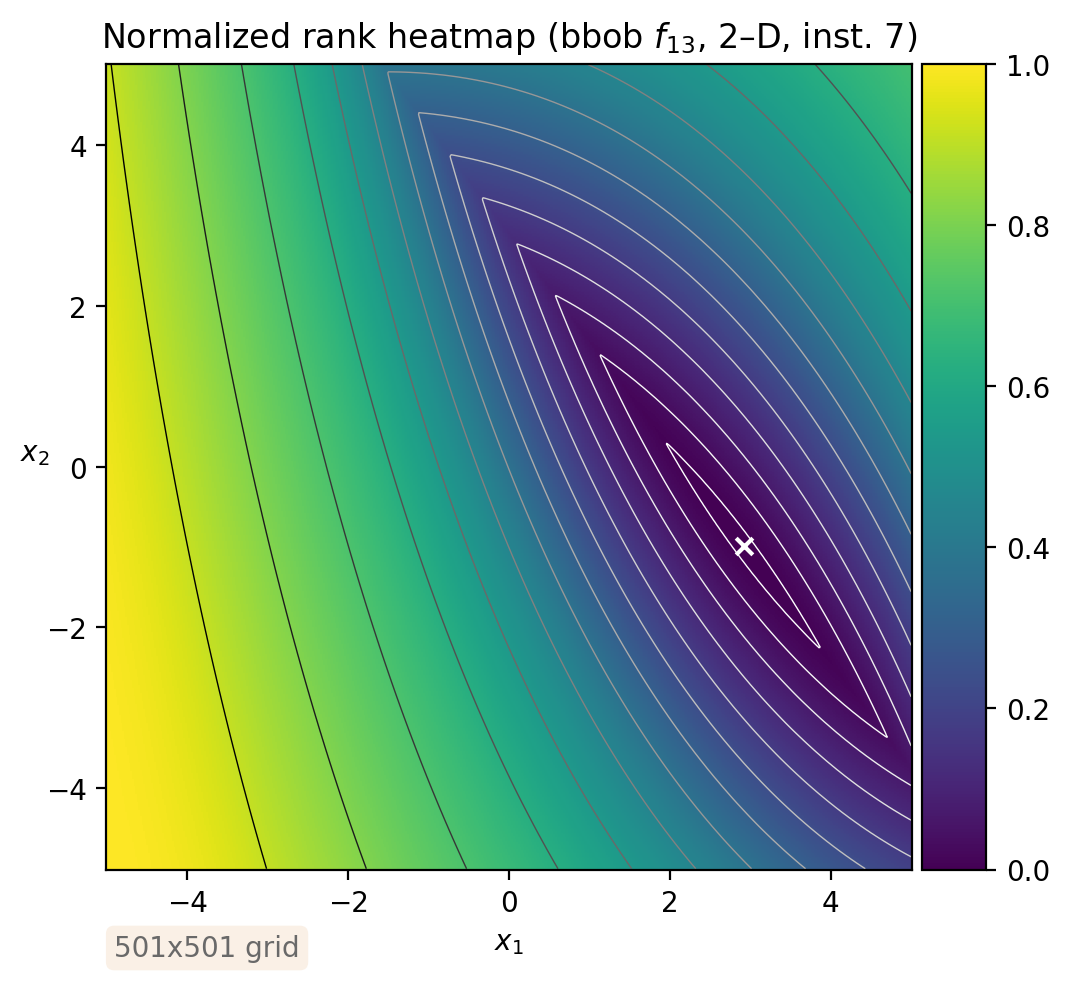 Normalized rank heatmap (bbob f₁₃, 2–D, inst. 7)
1.0
0.8
0.6
0.4
0.2
0.0
4
2
0
−2
−4
x₂
−4 −2 0 2 4
x₁
501x501 grid